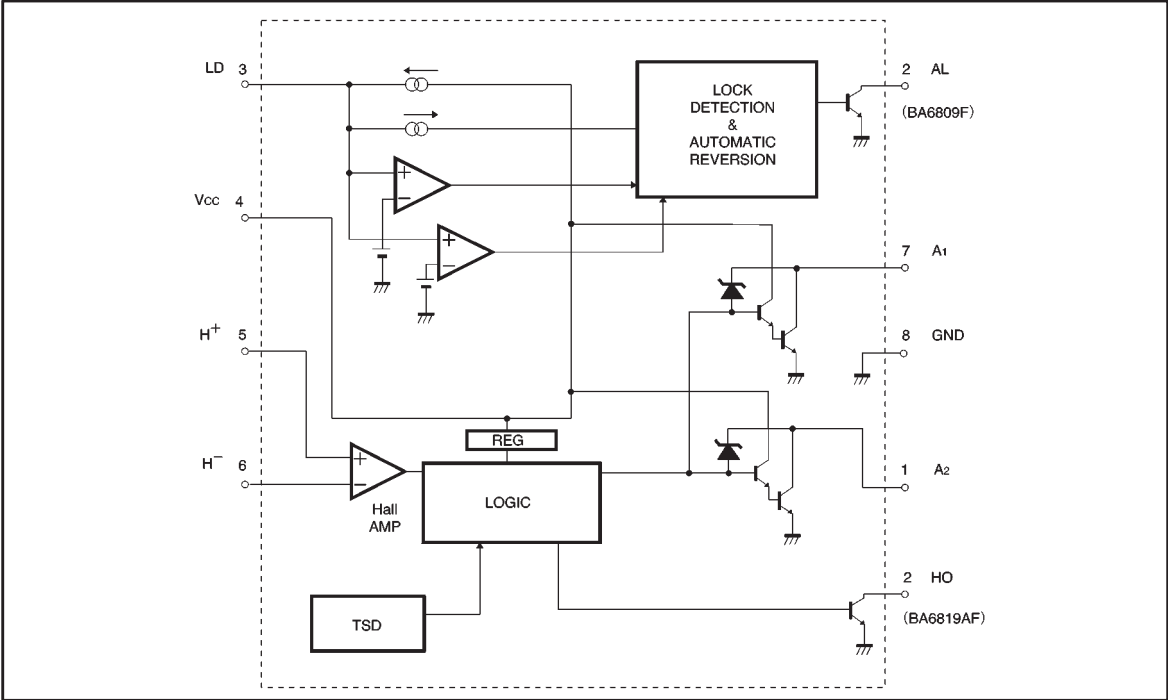 LD 3
LOCK
DETECTION
&
AUTOMATIC
REVERSION
2 AL
(BA6809F)
+
−
Vcc 4
+
−
7 A1
H+ 5
8 GND
REG
H− 6
+
−
Hall
AMP
LOGIC
1 A2
2 HO
(BA6819AF)
TSD